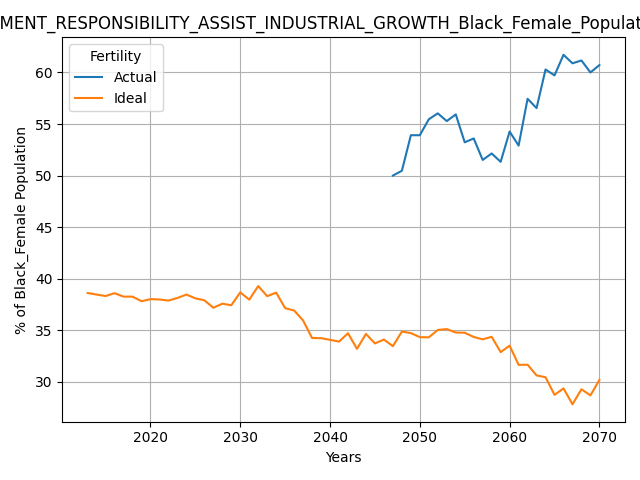 MENT_RESPONSIBILITY_ASSIST_INDUSTRIAL_GROWTH_Black_Female_Populat
Fertility
Actual
Ideal
60
55
50
45
40
35
30
% of Black_Female Population
2020 2030 2040 2050 2060 2070
Years